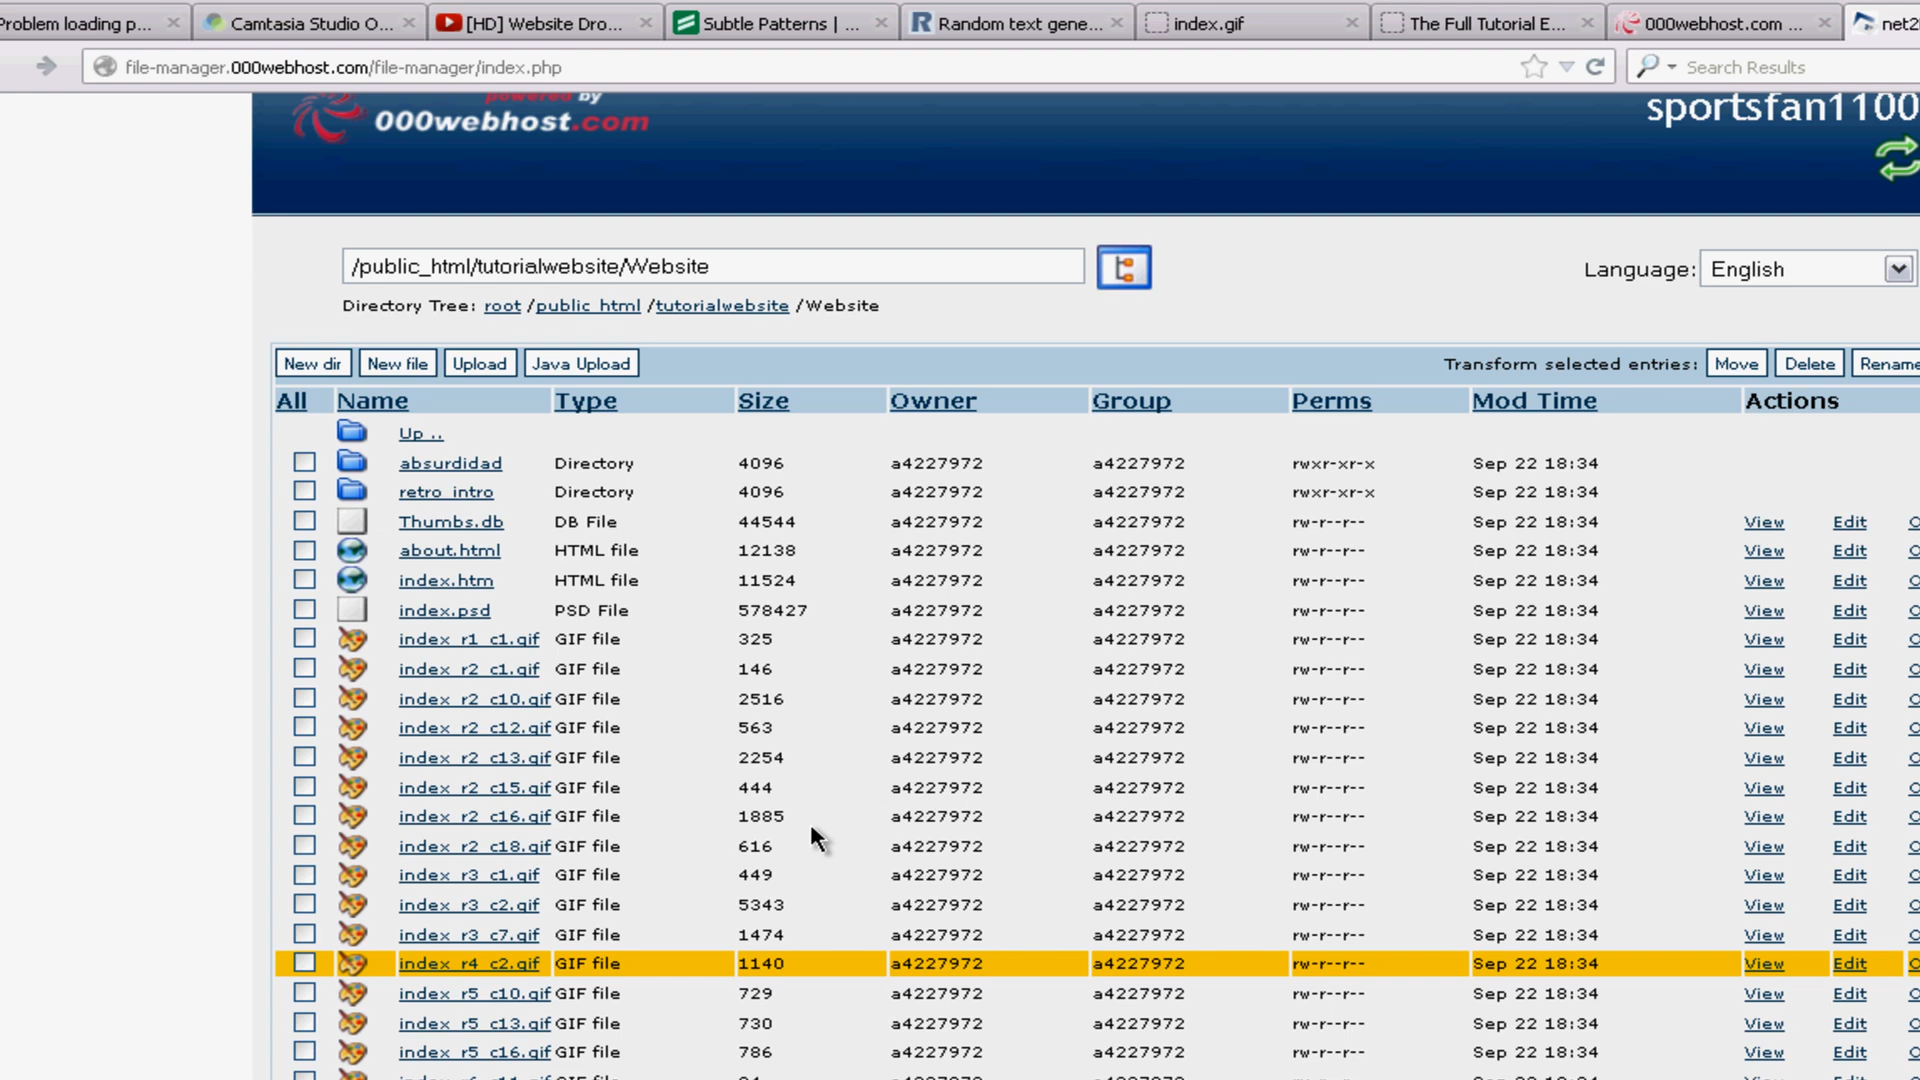 Problem loading p... Camtasia Studio O... [HD] Website Dro... Subtle Patterns | ... Random text gene... index.gif The Full Tutorial E... 000webhost.com ... net2
file-manager.000webhost.com/file-manager/index.php Search Results
powered by
000webhost.com
sportsfan1100
/public_html/tutorialwebsite/Website
Language: English
Directory Tree: root /public_html /tutorialwebsite /Website
New dir New file Upload Java Upload Transform selected entries: Move Delete Rename
All Name Type Size Owner Group Perms Mod Time Actions
Up ..
absurdidad Directory 4096 a4227972 a4227972 rwxr-xr-x Sep 22 18:34
retro_intro Directory 4096 a4227972 a4227972 rwxr-xr-x Sep 22 18:34
Thumbs.db DB File 44544 a4227972 a4227972 rw-r--r-- Sep 22 18:34 View Edit
about.html HTML file 12138 a4227972 a4227972 rw-r--r-- Sep 22 18:34 View Edit
index.htm HTML file 11524 a4227972 a4227972 rw-r--r-- Sep 22 18:34 View Edit
index.psd PSD File 578427 a4227972 a4227972 rw-r--r-- Sep 22 18:34 View Edit
index_r1_c1.gif GIF file 325 a4227972 a4227972 rw-r--r-- Sep 22 18:34 View Edit
index_r2_c1.gif GIF file 146 a4227972 a4227972 rw-r--r-- Sep 22 18:34 View Edit
index_r2_c10.gif GIF file 2516 a4227972 a4227972 rw-r--r-- Sep 22 18:34 View Edit
index_r2_c12.gif GIF file 563 a4227972 a4227972 rw-r--r-- Sep 22 18:34 View Edit
index_r2_c13.gif GIF file 2254 a4227972 a4227972 rw-r--r-- Sep 22 18:34 View Edit
index_r2_c15.gif GIF file 444 a4227972 a4227972 rw-r--r-- Sep 22 18:34 View Edit
index_r2_c16.gif GIF file 1885 a4227972 a4227972 rw-r--r-- Sep 22 18:34 View Edit
index_r2_c18.gif GIF file 616 a4227972 a4227972 rw-r--r-- Sep 22 18:34 View Edit
index_r3_c1.gif GIF file 449 a4227972 a4227972 rw-r--r-- Sep 22 18:34 View Edit
index_r3_c2.gif GIF file 5343 a4227972 a4227972 rw-r--r-- Sep 22 18:34 View Edit
index_r3_c7.gif GIF file 1474 a4227972 a4227972 rw-r--r-- Sep 22 18:34 View Edit
index_r4_c2.gif GIF file 1140 a4227972 a4227972 rw-r--r-- Sep 22 18:34 View Edit
index_r5_c10.gif GIF file 729 a4227972 a4227972 rw-r--r-- Sep 22 18:34 View Edit
index_r5_c13.gif GIF file 730 a4227972 a4227972 rw-r--r-- Sep 22 18:34 View Edit
index_r5_c16.gif GIF file 786 a4227972 a4227972 rw-r--r-- Sep 22 18:34 View Edit